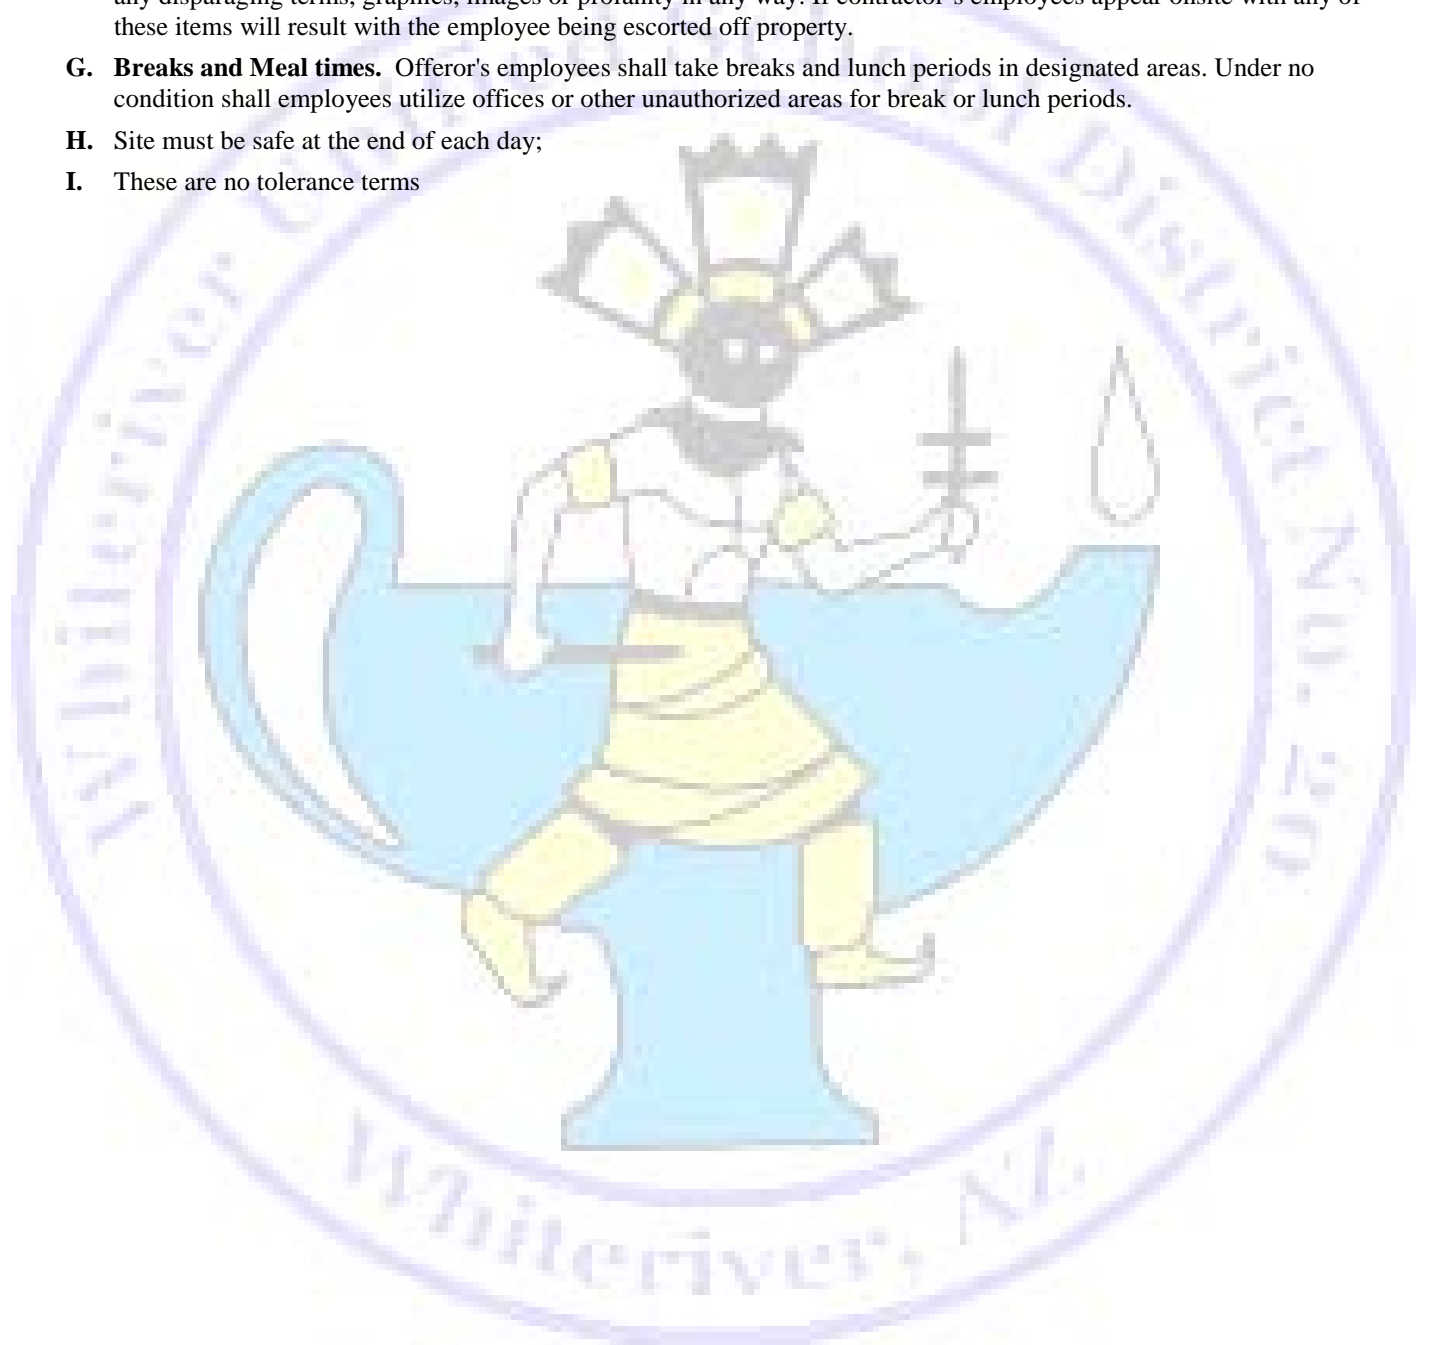 any disparaging terms, graphics, images or profanity in any way. If contractor's employees appear onsite with any of
these items will result with the employee being escorted off property.
G. Breaks and Meal times. Offeror's employees shall take breaks and lunch periods in designated areas. Under no
condition shall employees utilize offices or other unauthorized areas for break or lunch periods.
H. Site must be safe at the end of each day;
I. These are no tolerance terms
Whiteriver Unified School District No. 20
Whiteriver, AZ.